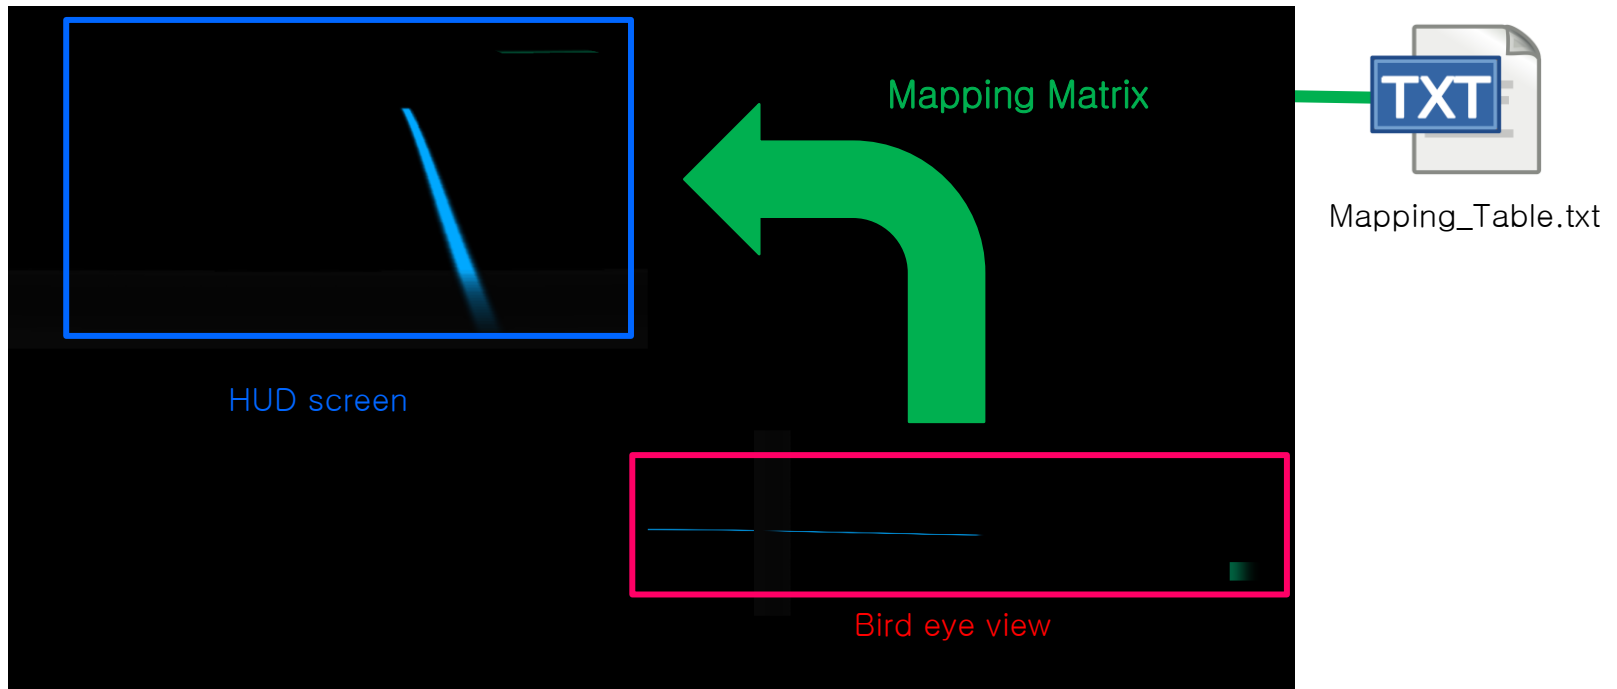 Mapping Matrix
TXT
Mapping_Table.txt
HUD screen
Bird eye view